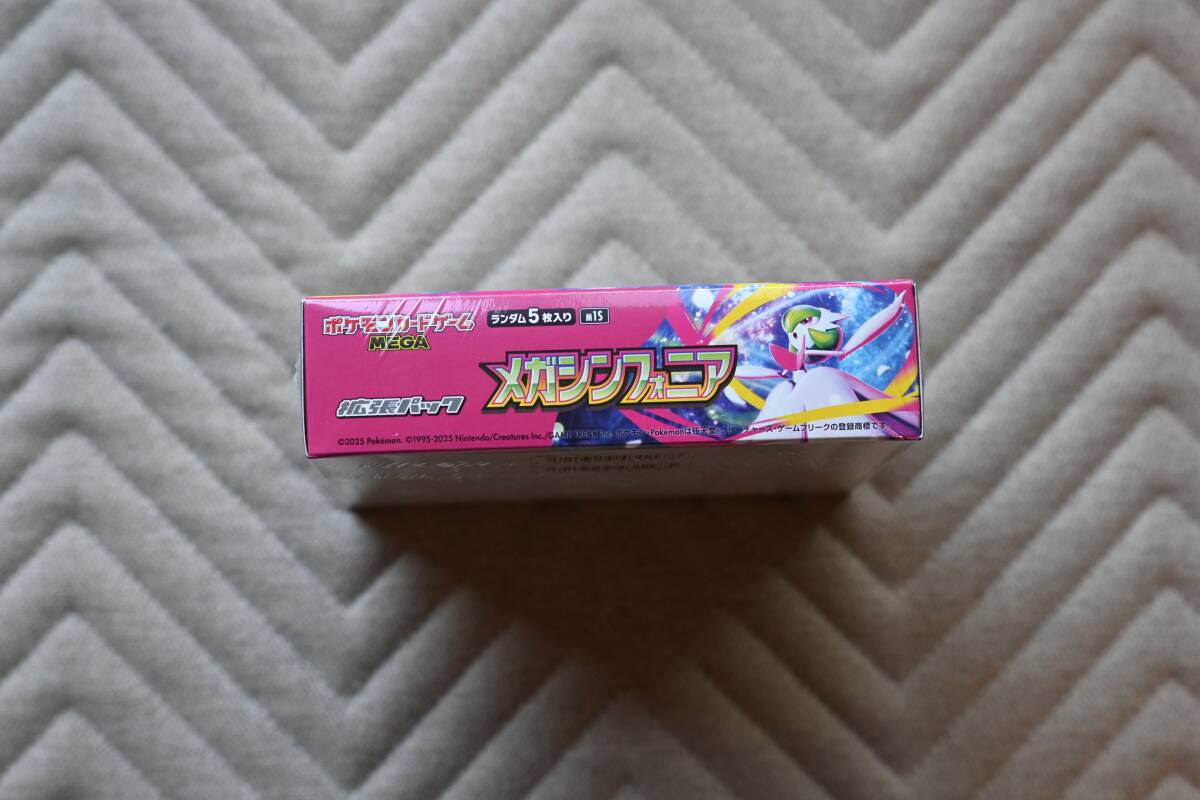 ポケモンカードゲーム
MEGA
ランダム5枚入り M1S
メガシンフォニア
拡張パック
©2025 Pokémon. ©1995-2025 Nintendo/Creatures Inc./GAME FREAK inc. ポケモン・Pokémonは任天堂・クリーチャーズ・ゲームフリークの登録商標です。